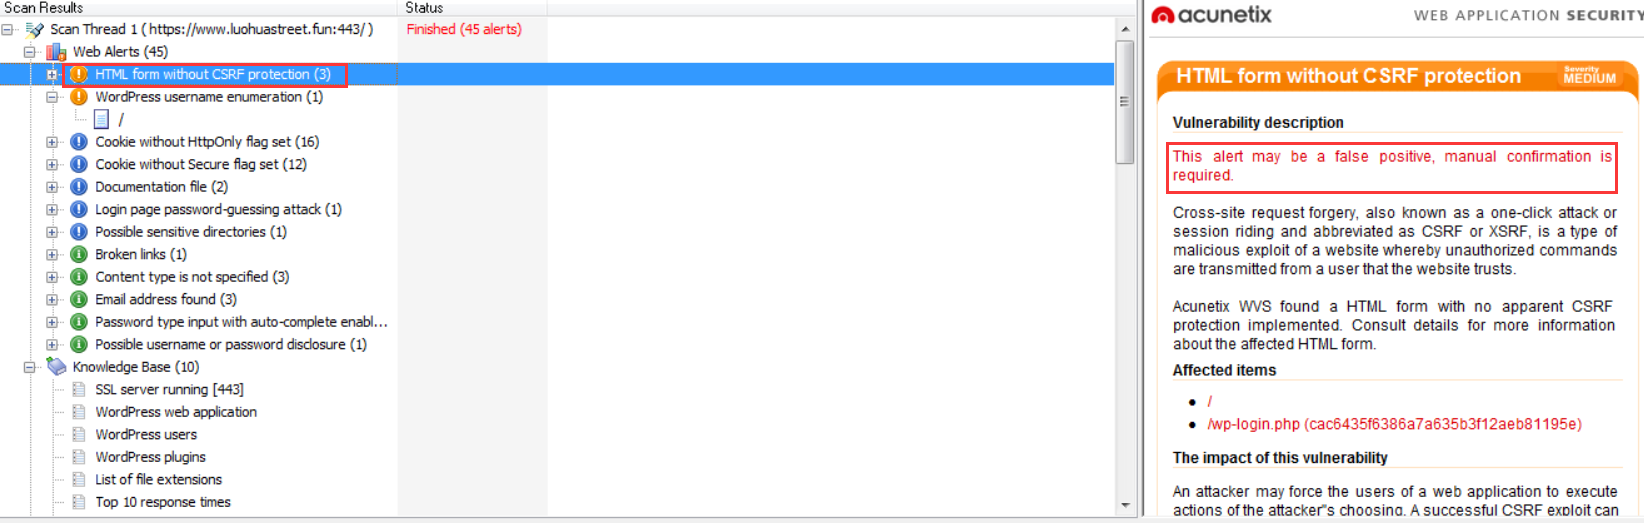 Scan Results
Status
Scan Thread 1 ( https://www.luohuastreet.fun:443/ )
Finished (45 alerts)
Web Alerts (45)
HTML form without CSRF protection (3)
WordPress username enumeration (1)
/
Cookie without HttpOnly flag set (16)
Cookie without Secure flag set (12)
Documentation file (2)
Login page password-guessing attack (1)
Possible sensitive directories (1)
Broken links (1)
Content type is not specified (3)
Email address found (3)
Password type input with auto-complete enabl...
Possible username or password disclosure (1)
Knowledge Base (10)
SSL server running [443]
WordPress web application
WordPress users
WordPress plugins
List of file extensions
Top 10 response times
acunetix
WEB APPLICATION SECURITY
HTML form without CSRF protection
Severity
MEDIUM
Vulnerability description
This alert may be a false positive, manual confirmation is
required.
Cross-site request forgery, also known as a one-click attack or
session riding and abbreviated as CSRF or XSRF, is a type of
malicious exploit of a website whereby unauthorized commands
are transmitted from a user that the website trusts.
Acunetix WVS found a HTML form with no apparent CSRF
protection implemented. Consult details for more information
about the affected HTML form.
Affected items
/
/wp-login.php (cac6435f6386a7a635b3f12aeb81195e)
The impact of this vulnerability
An attacker may force the users of a web application to execute
actions of the attacker"s choosing. A successful CSRF exploit can